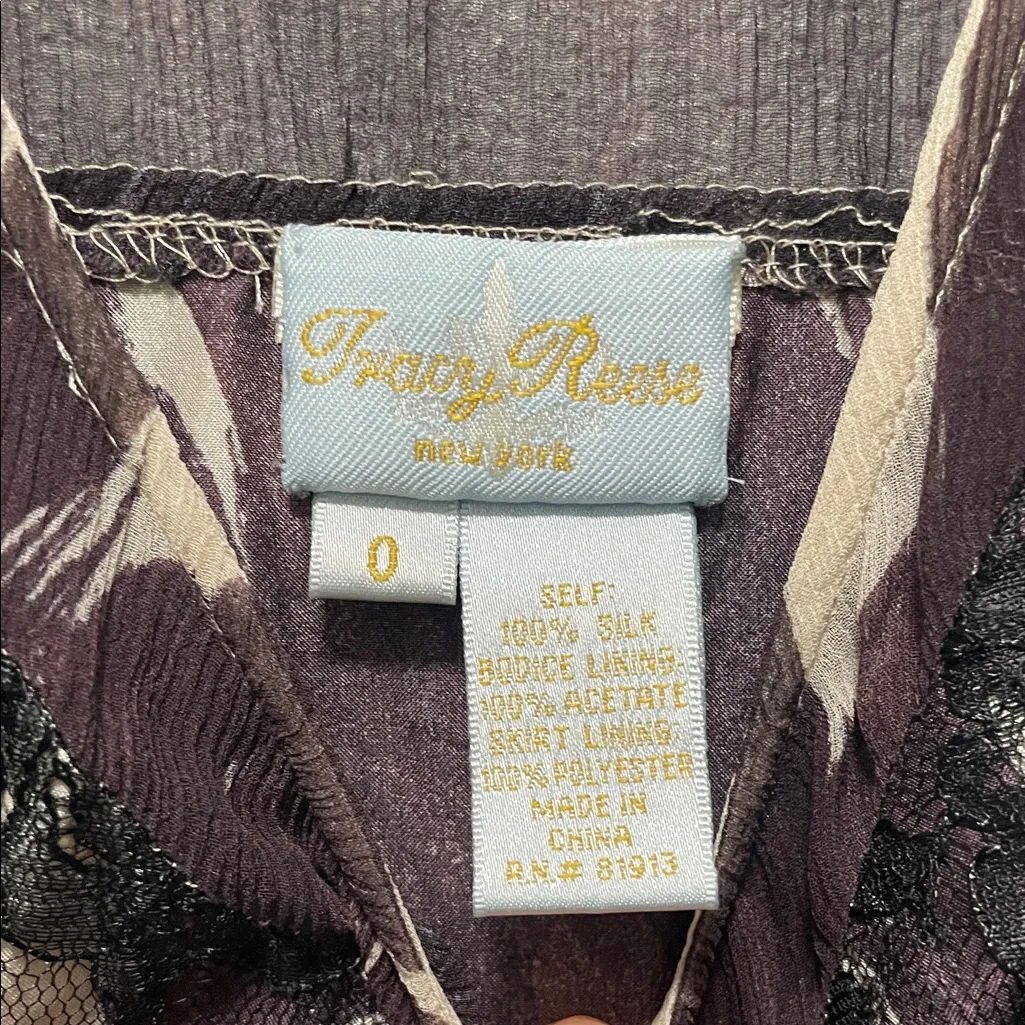 Tracy Reese
new york
0
SELF:
100% SILK
BODICE LINING:
100% ACETATE
SKIRT LINING:
100% POLYESTER
MADE IN
CHINA
R.N.# 81913